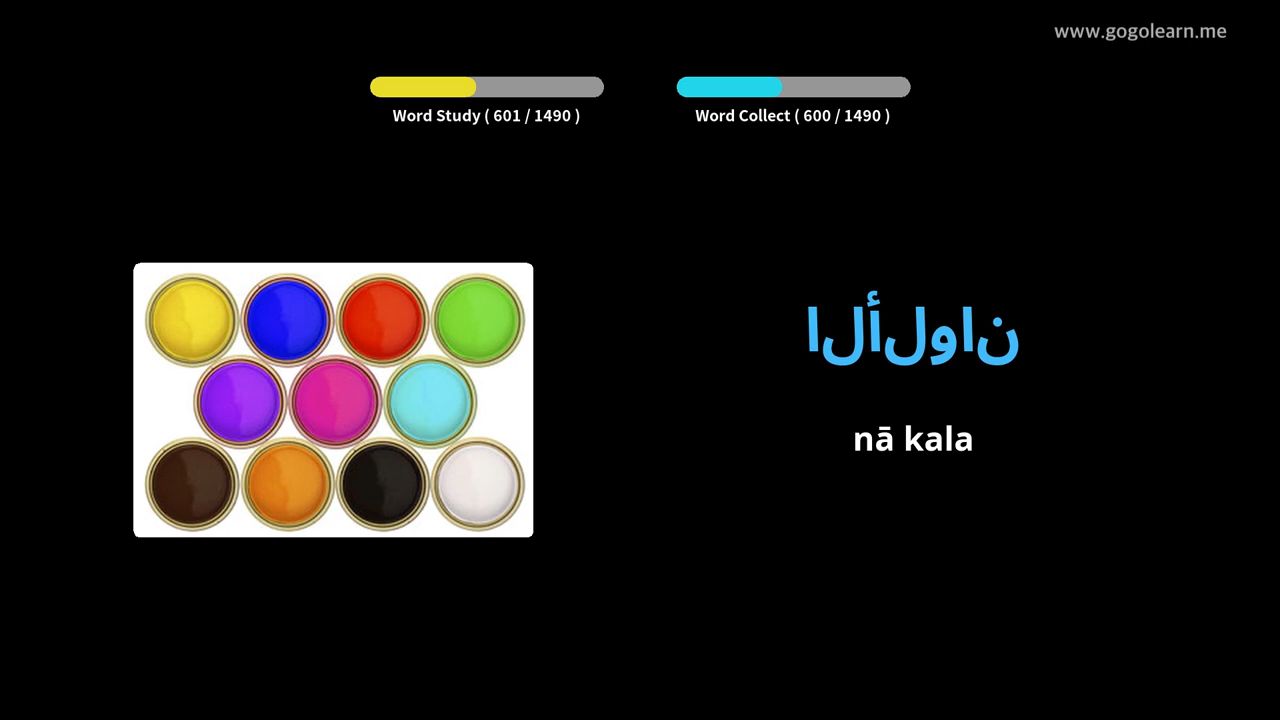 www.gogolearn.me
Word Study ( 601 / 1490 )
Word Collect ( 600 / 1490 )
الألوان
nā kala